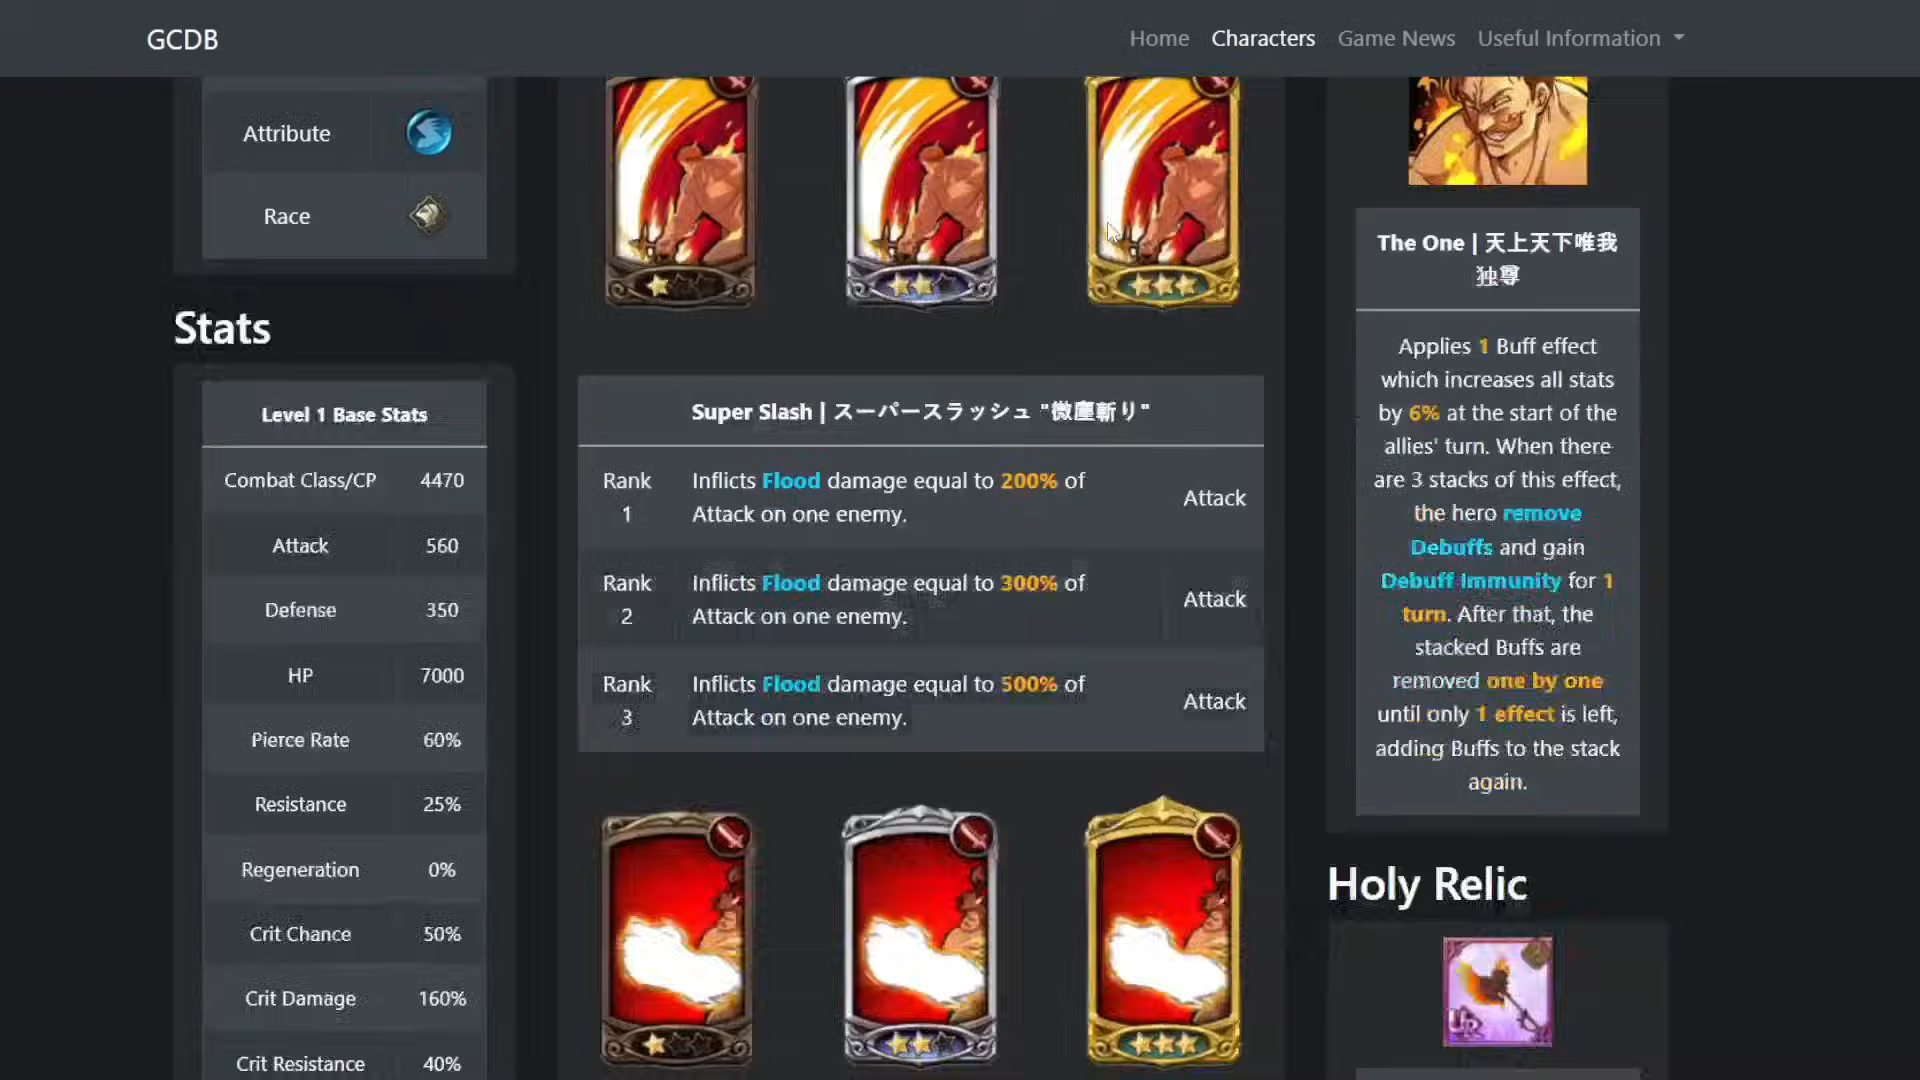 GCDB
Home Characters Game News Useful Information
Attribute
Race
Stats
Level 1 Base Stats
Combat Class/CP 4470
Attack 560
Defense 350
HP 7000
Pierce Rate 60%
Resistance 25%
Regeneration 0%
Crit Chance 50%
Crit Damage 160%
Crit Resistance 40%
Super Slash | スーパースラッシュ "微塵斬り"
Rank 1
Inflicts Flood damage equal to 200% of
Attack on one enemy.
Attack
Rank 2
Inflicts Flood damage equal to 300% of
Attack on one enemy.
Attack
Rank 3
Inflicts Flood damage equal to 500% of
Attack on one enemy.
Attack
The One | 天上天下唯我
独尊
Applies 1 Buff effect
which increases all stats
by 6% at the start of the
allies' turn. When there
are 3 stacks of this effect,
the hero remove
Debuffs and gain
Debuff Immunity for 1
turn. After that, the
stacked Buffs are
removed one by one
until only 1 effect is left,
adding Buffs to the stack
again.
Holy Relic
UR